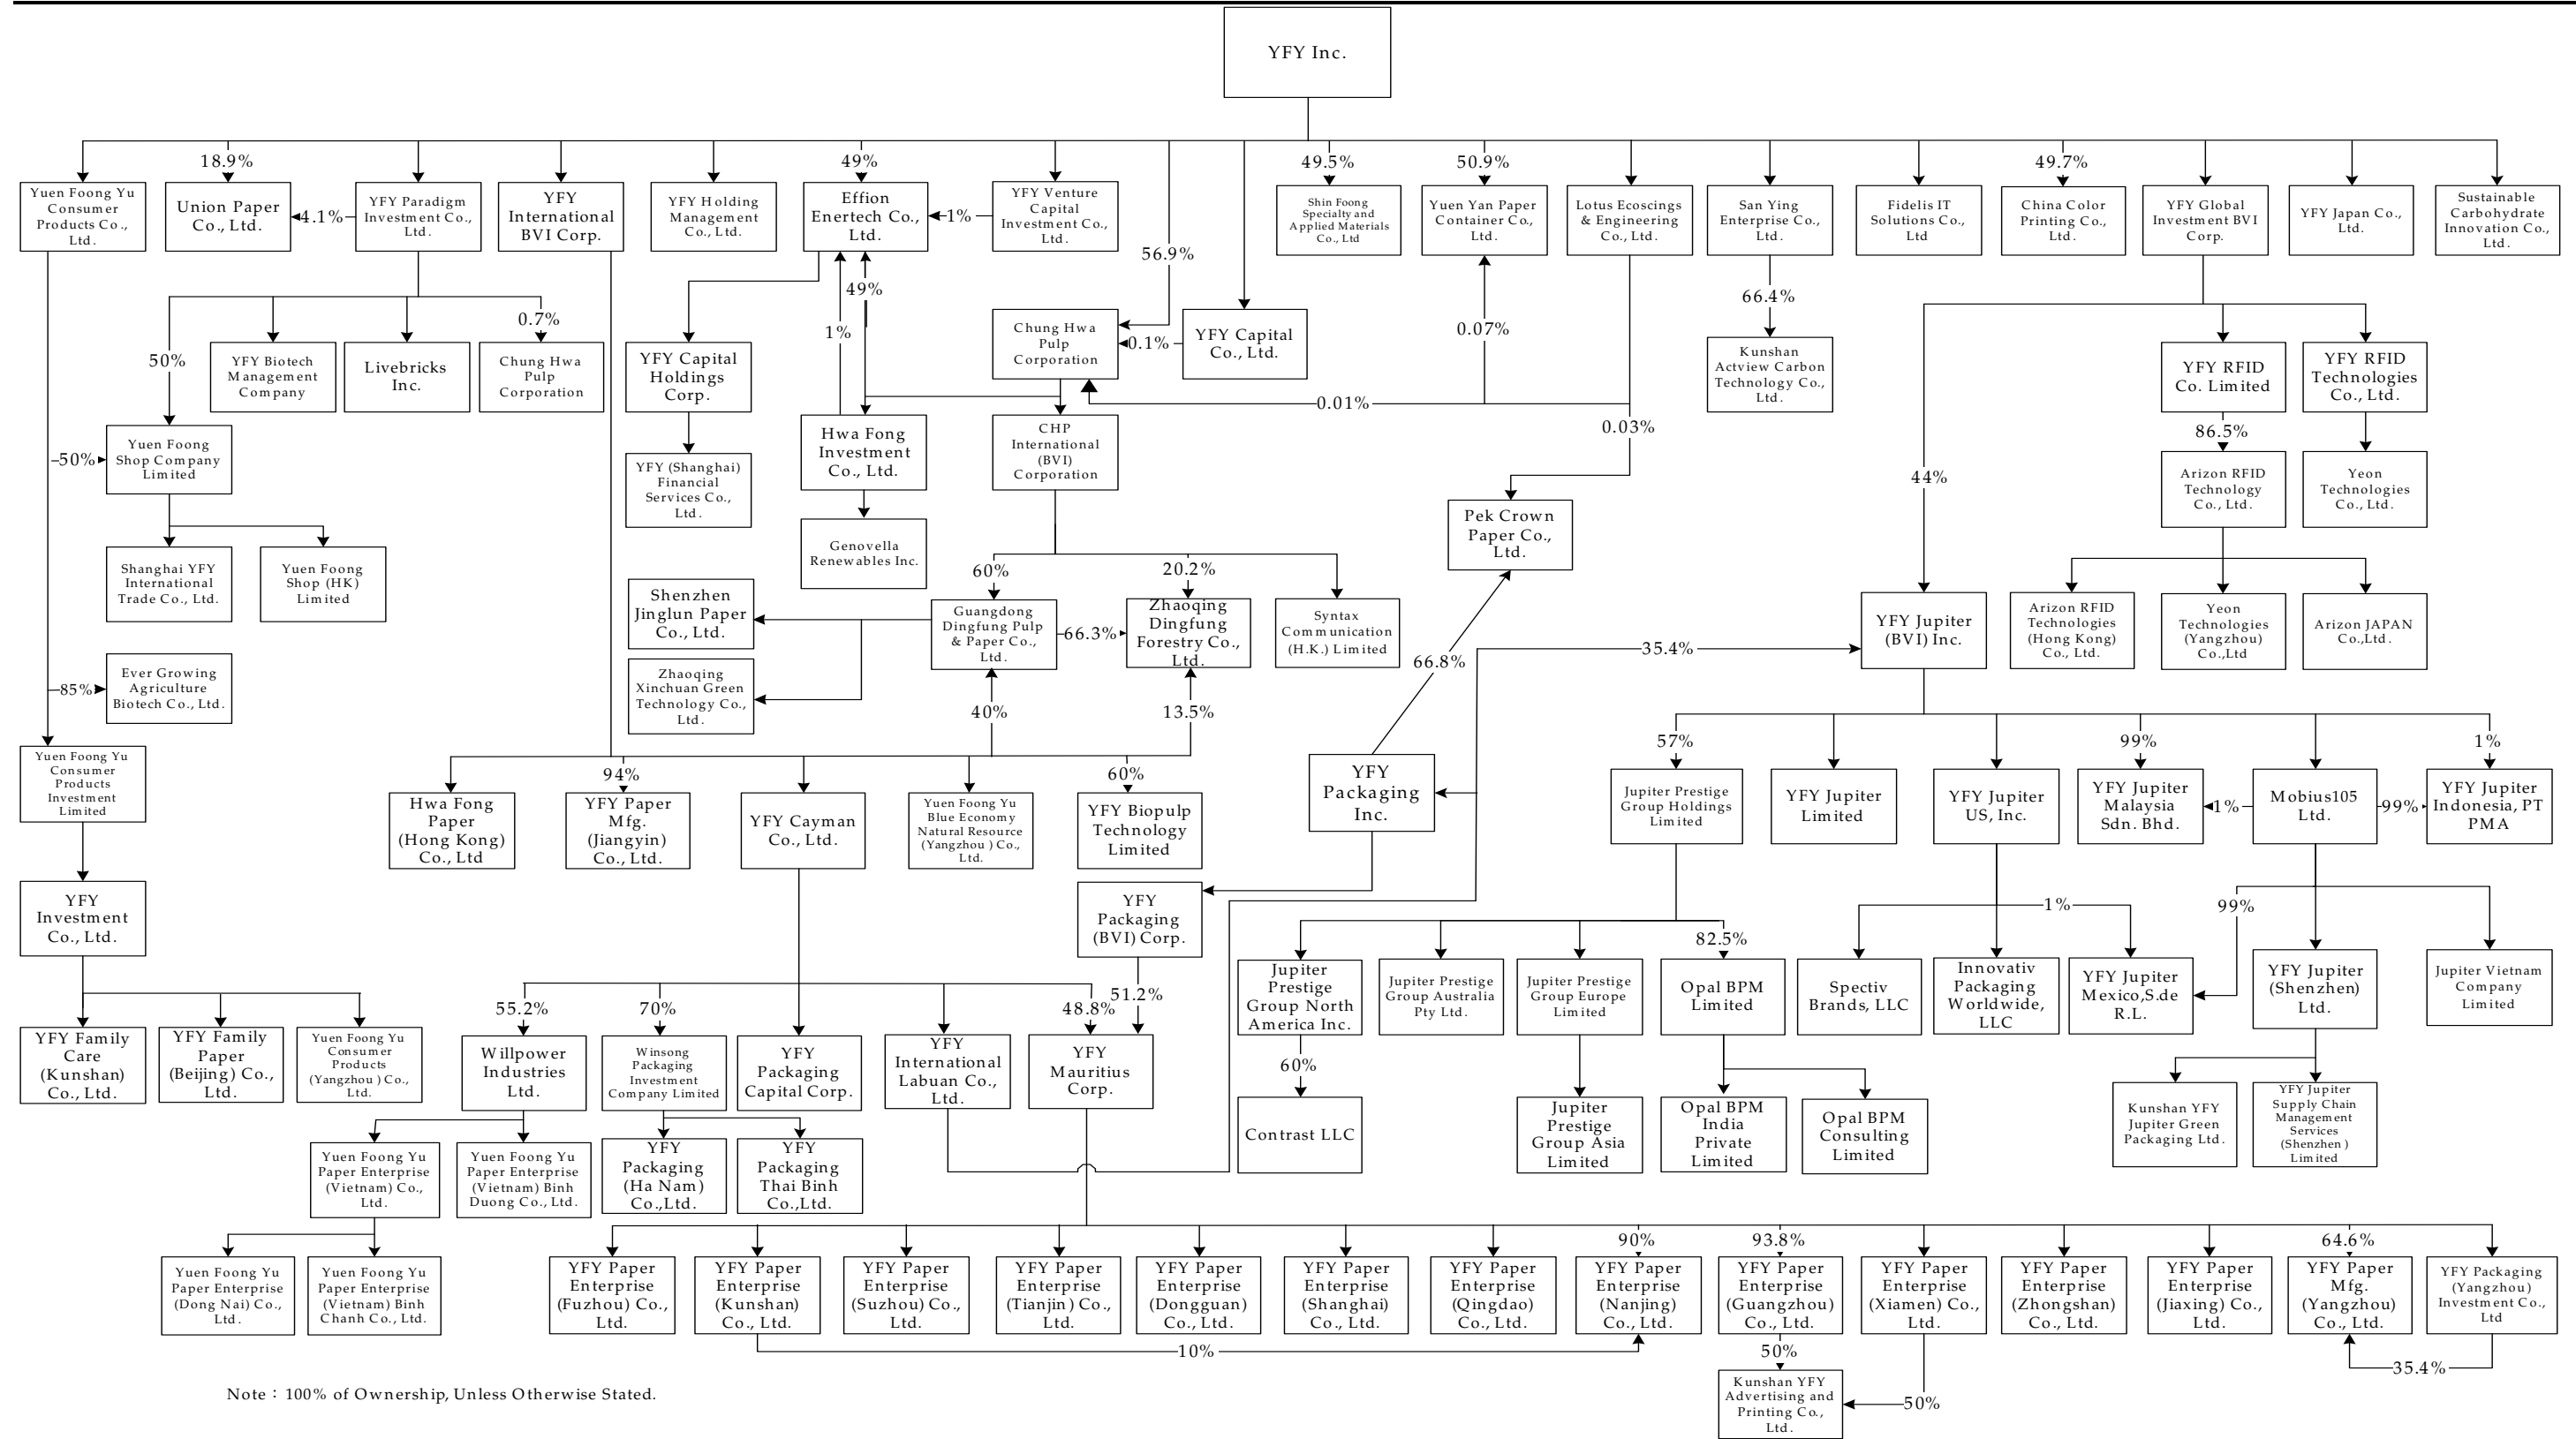 YFY Inc.
18.9%
49%
49.5%
50.9%
49.7%
Yuen Foong Yu
Consumer
Products Co.,
Ltd.
Union Paper
Co., Ltd.
4.1%
YFY Paradigm
Investment Co.,
Ltd.
YFY
International
BVI Corp.
YFY Holding
Management
Co., Ltd.
Effion
Enertech Co.,
Ltd.
1%
YFY Venture
Capital
Investment Co.,
Ltd.
56.9%
Shin Foong
Specialty and
Applied Materials
Co., Ltd
Yuen Yan Paper
Container Co.,
Ltd.
Lotus Ecoscings
& Engineering
Co., Ltd.
San Ying
Enterprise Co.,
Ltd.
Fidelis IT
Solutions Co.,
Ltd
China Color
Printing Co.,
Ltd.
YFY Global
Investment BVI
Corp.
YFY Japan Co.,
Ltd.
Sustainable
Carbohydrate
Innovation Co.,
Ltd.
50%
0.7%
YFY Biotech
Management
Company
Livebricks
Inc.
Chung Hwa
Pulp
Corporation
YFY Capital
Holdings
Corp.
1%
49%
Chung Hwa
Pulp
Corporation
0.1%
YFY Capital
Co., Ltd.
0.07%
66.4%
Kunshan
Actview Carbon
Technology Co.,
Ltd.
YFY RFID
Co. Limited
YFY RFID
Technologies
Co., Ltd.
0.01%
0.03%
44%
86.5%
50%
Yuen Foong
Shop Company
Limited
YFY (Shanghai)
Financial
Services Co.,
Ltd.
Hwa Fong
Investment
Co., Ltd.
CHP
International
(BVI)
Corporation
Arizon RFID
Technology
Co., Ltd.
Yeon
Technologies
Co., Ltd.
Pek Crown
Paper Co.,
Ltd.
Shanghai YFY
International
Trade Co., Ltd.
Yuen Foong
Shop (HK)
Limited
Genovella
Renewables Inc.
60%
20.2%
Shenzhen
Jinglun Paper
Co., Ltd.
Guangdong
Dingfung Pulp
& Paper Co.,
Ltd.
66.3%
Zhaoqing
Dingfung
Forestry Co.,
Ltd.
Syntax
Communication
(H.K.) Limited
66.8%
35.4%
YFY Jupiter
(BVI) Inc.
Arizon RFID
Technologies
(Hong Kong)
Co., Ltd.
Yeon
Technologies
(Yangzhou)
Co.,Ltd
Arizon JAPAN
Co.,Ltd.
85%
Ever Growing
Agriculture
Biotech Co., Ltd.
Zhaoqing
Xinchuan Green
Technology Co.,
Ltd.
40%
13.5%
57%
99%
1%
Yuen Foong Yu
Consumer
Products
Investment
Limited
94%
60%
Hwa Fong
Paper
(Hong Kong)
Co., Ltd
YFY Paper
Mfg.
(Jiangyin)
Co., Ltd.
YFY Cayman
Co., Ltd.
Yuen Foong Yu
Blue Economy
Natural Resource
(Yangzhou ) Co.,
Ltd.
YFY Biopulp
Technology
Limited
YFY
Packaging
Inc.
Jupiter Prestige
Group Holdings
Limited
YFY Jupiter
Limited
YFY Jupiter
US, Inc.
YFY Jupiter
Malaysia
Sdn. Bhd.
1%
Mobius105
Ltd.
99%
YFY Jupiter
Indonesia, PT
PMA
YFY
Investment
Co., Ltd.
YFY
Packaging
(BVI) Corp.
82.5%
1%
99%
55.2%
70%
48.8%
51.2%
Jupiter
Prestige
Group North
America Inc.
Jupiter Prestige
Group Australia
Pty Ltd.
Jupiter Prestige
Group Europe
Limited
Opal BPM
Limited
Spectiv
Brands, LLC
Innovativ
Packaging
Worldwide,
LLC
YFY Jupiter
Mexico,S.de
R.L.
YFY Jupiter
(Shenzhen)
Ltd.
Jupiter Vietnam
Company
Limited
YFY Family
Care
(Kunshan)
Co., Ltd.
YFY Family
Paper
(Beijing) Co.,
Ltd.
Yuen Foong Yu
Consumer
Products
(Yangzhou ) Co.,
Ltd.
Willpower
Industries
Ltd.
Winsong
Packaging
Investment
Company Limited
YFY
Packaging
Capital Corp.
YFY
International
Labuan Co.,
Ltd.
YFY
Mauritius
Corp.
60%
Contrast LLC
Jupiter
Prestige
Group Asia
Limited
Opal BPM
India
Private
Limited
Opal BPM
Consulting
Limited
Kunshan YFY
Jupiter Green
Packaging Ltd.
YFY Jupiter
Supply Chain
Management
Services
(Shenzhen )
Limited
Yuen Foong Yu
Paper Enterprise
(Vietnam) Co.,
Ltd.
Yuen Foong Yu
Paper Enterprise
(Vietnam) Binh
Duong Co., Ltd.
YFY
Packaging
(Ha Nam)
Co.,Ltd.
YFY
Packaging
Thai Binh
Co.,Ltd.
90%
93.8%
64.6%
Yuen Foong Yu
Paper Enterprise
(Dong Nai) Co.,
Ltd.
Yuen Foong Yu
Paper Enterprise
(Vietnam) Binh
Chanh Co., Ltd.
YFY Paper
Enterprise
(Fuzhou) Co.,
Ltd.
YFY Paper
Enterprise
(Kunshan)
Co., Ltd.
YFY Paper
Enterprise
(Suzhou) Co.,
Ltd.
YFY Paper
Enterprise
(Tianjin) Co.,
Ltd.
YFY Paper
Enterprise
(Dongguan)
Co., Ltd.
YFY Paper
Enterprise
(Shanghai)
Co., Ltd.
YFY Paper
Enterprise
(Qingdao)
Co., Ltd.
YFY Paper
Enterprise
(Nanjing)
Co., Ltd.
YFY Paper
Enterprise
(Guangzhou)
Co., Ltd.
YFY Paper
Enterprise
(Xiamen) Co.,
Ltd.
YFY Paper
Enterprise
(Zhongshan)
Co., Ltd.
YFY Paper
Enterprise
(Jiaxing) Co.,
Ltd.
YFY Paper
Mfg.
(Yangzhou)
Co., Ltd.
YFY Packaging
(Yangzhou)
Investment Co.,
Ltd
10%
50%
35.4%
Kunshan YFY
Advertising and
Printing Co.,
Ltd.
50%
Note：100% of Ownership, Unless Otherwise Stated.